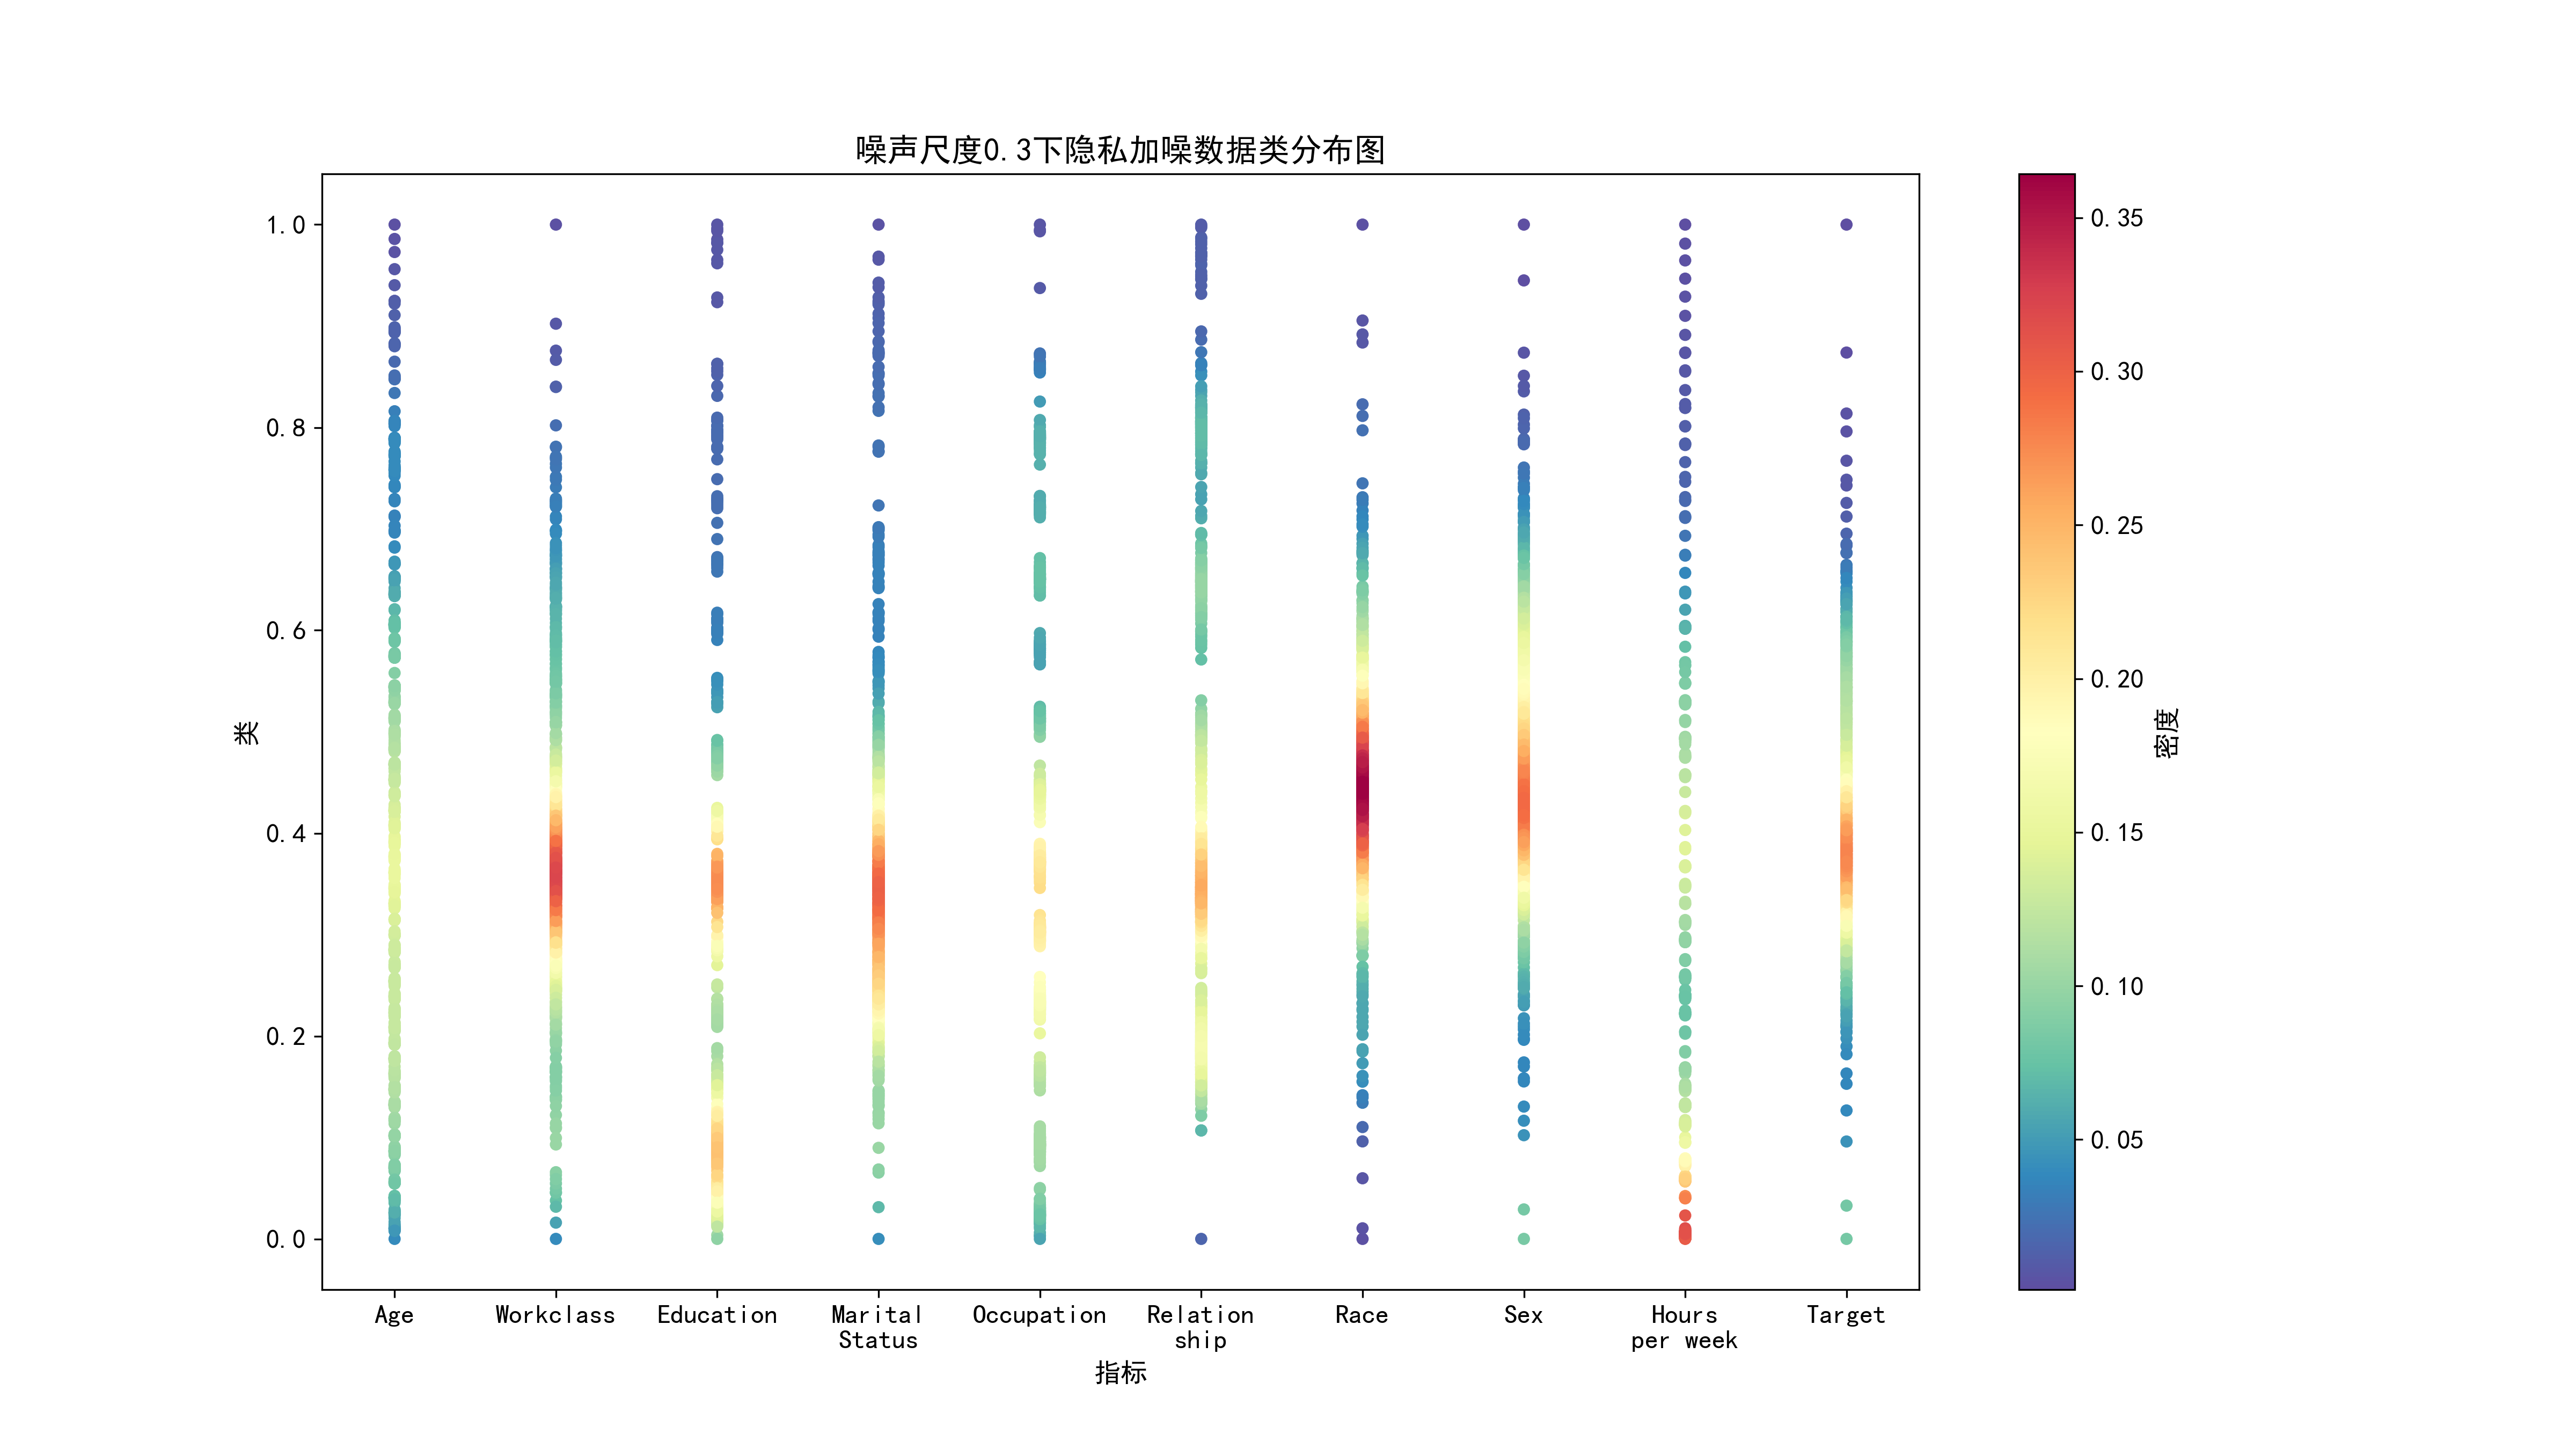 噪声尺度0.3下隐私加噪数据类分布图
1.0
0.8
0.6
0.4
0.2
0.0
类
Age
Workclass
Education
Marital
Status
Occupation
Relation
ship
Race
Sex
Hours
per week
Target
指标
0.35
0.30
0.25
0.20
0.15
0.10
0.05
密度